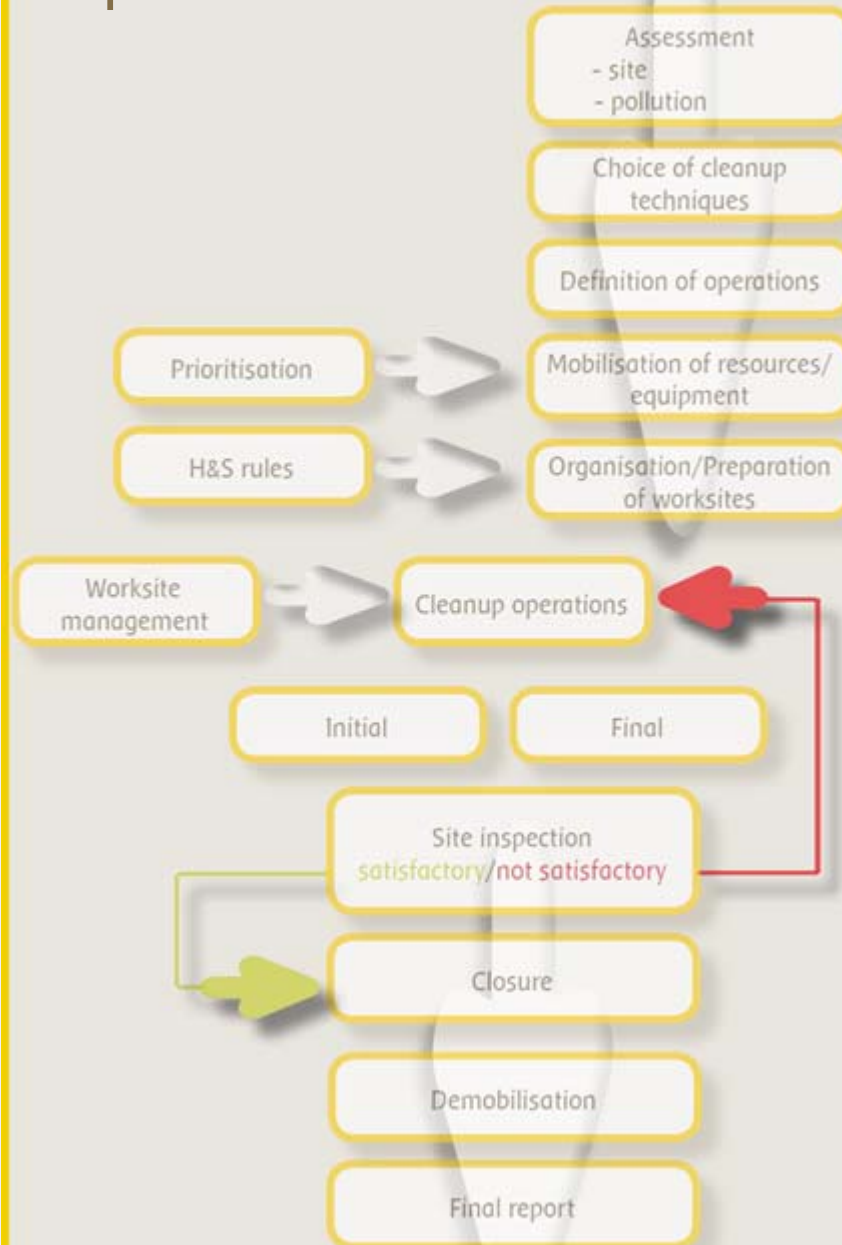 Assessment
- site
- pollution
Choice of cleanup
techniques
Definition of operations
Prioritisation
Mobilisation of resources/
equipment
H&S rules
Organisation/Preparation
of worksites
Worksite
management
Cleanup operations
Initial
Final
Site inspection
satisfactory/not satisfactory
Closure
Demobilisation
Final report